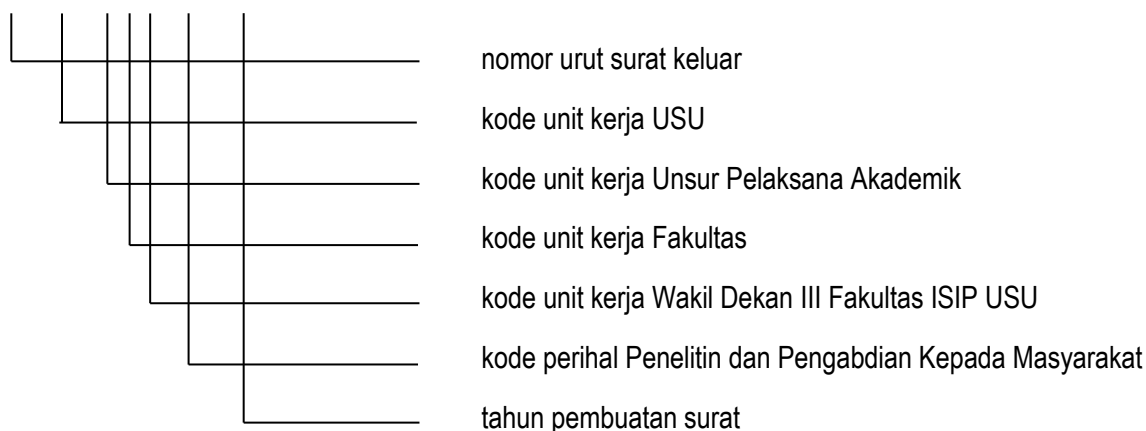 nomor urut surat keluar
kode unit kerja USU
kode unit kerja Unsur Pelaksana Akademik
kode unit kerja Fakultas
kode unit kerja Wakil Dekan III Fakultas ISIP USU
kode perihal Penelitin dan Pengabdian Kepada Masyarakat
tahun pembuatan surat